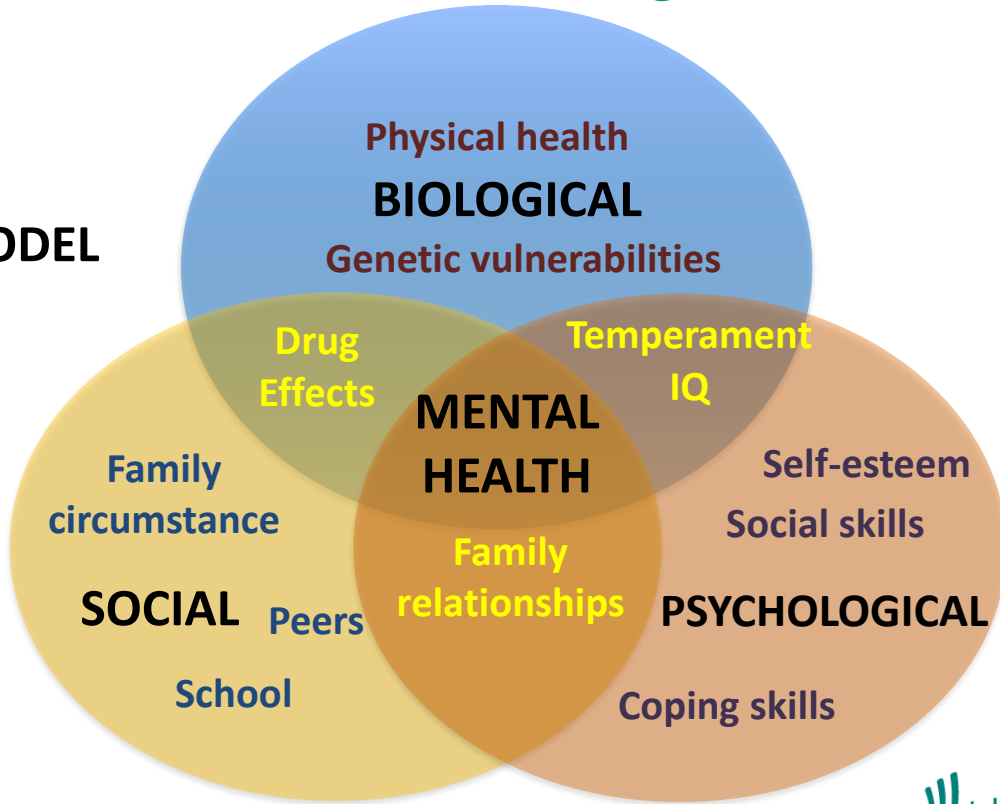 Physical health
BIOLOGICAL
Genetic vulnerabilities
Drug
Effects
Temperament
IQ
MENTAL
HEALTH
Family
circumstance
SOCIAL
Peers
School
Family
relationships
Self-esteem
Social skills
PSYCHOLOGICAL
Coping skills